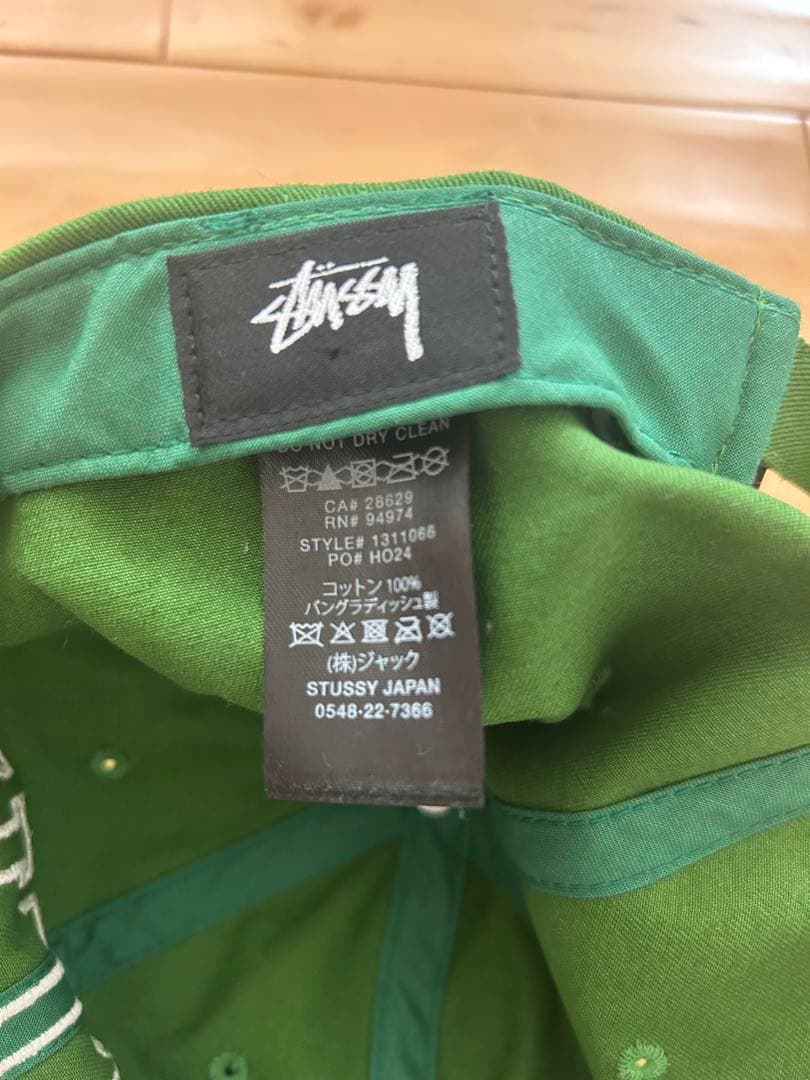 STÜSSY
DO NOT DRY CLEAN
CA# 28629
RN# 94974
STYLE# 1311066
PO# HO24
コットン 100%
バングラディッシュ製
(株)ジャック
STUSSY JAPAN
0548-22-7366